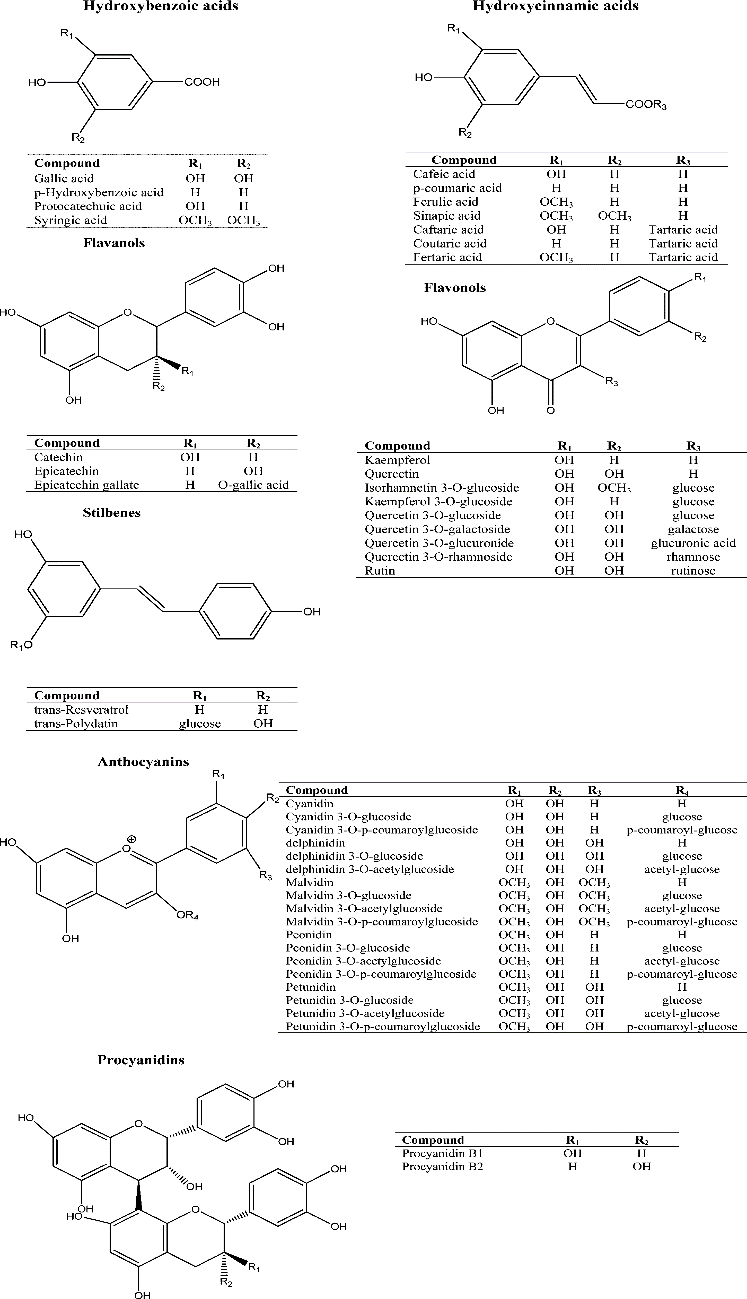 Hydroxybenzoic acids
R₁
HO
COOH
R₂
Compound R₁ R₂
Gallic acid OH OH
p-Hydroxybenzoic acid H H
Protocatechuic acid OH H
Syringic acid OCH₃ OCH₃
Hydroxycinnamic acids
R₁
HO
COOR₃
R₂
Compound R₁ R₂ R₃
Cafeic acid OH H H
p-coumaric acid H H H
Ferulic acid OCH₃ H H
Sinapic acid OCH₃ OCH₃ H
Caftaric acid OH H Tartaric acid
Coutaric acid H H Tartaric acid
Fertaric acid OCH₃ H Tartaric acid
Flavanols
OH
HO
O
OH
R₁
R₂
OH
Compound R₁ R₂
Catechin OH H
Epicatechin H OH
Epicatechin gallate H O-gallic acid
Flavonols
R₁
HO
O
R₂
R₃
OH
O
Compound R₁ R₂ R₃
Kaempferol OH H H
Quercetin OH OH H
Isorhamnetin 3-O-glucoside OH OCH₃ glucose
Kaempferol 3-O-glucoside OH H glucose
Quercetin 3-O-glucoside OH OH glucose
Quercetin 3-O-galactoside OH OH galactose
Quercetin 3-O-glucuronide OH OH glucuronic acid
Quercetin 3-O-rhamnoside OH OH rhamnose
Rutin OH OH rutinose
Stilbenes
HO
OH
R₁O
Compound R₁ R₂
trans-Resveratrol H H
trans-Polydatin glucose OH
Anthocyanins
R₁
R₂
HO
O
⊕
R₃
OR₄
OH
Compound R₁ R₂ R₃ R₄
Cyanidin OH OH H H
Cyanidin 3-O-glucoside OH OH H glucose
Cyanidin 3-O-p-coumaroylglucoside OH OH H p-coumaroyl-glucose
delphinidin OH OH OH H
delphinidin 3-O-glucoside OH OH OH glucose
delphinidin 3-O-acetylglucoside OH OH OH acetyl-glucose
Malvidin OCH₃ OH OCH₃ H
Malvidin 3-O-glucoside OCH₃ OH OCH₃ glucose
Malvidin 3-O-acetylglucoside OCH₃ OH OCH₃ acetyl-glucose
Malvidin 3-O-p-coumaroylglucoside OCH₃ OH OCH₃ p-coumaroyl-glucose
Peonidin OCH₃ OH H H
Peonidin 3-O-glucoside OCH₃ OH H glucose
Peonidin 3-O-acetylglucoside OCH₃ OH H acetyl-glucose
Peonidin 3-O-p-coumaroylglucoside OCH₃ OH H p-coumaroyl-glucose
Petunidin OCH₃ OH OH H
Petunidin 3-O-glucoside OCH₃ OH OH glucose
Petunidin 3-O-acetylglucoside OCH₃ OH OH acetyl-glucose
Petunidin 3-O-p-coumaroylglucoside OCH₃ OH OH p-coumaroyl-glucose
Procyanidins
OH
HO
O
OH
OH
OH
OH
HO
O
OH
R₁
R₂
OH
Compound R₁ R₂
Procyanidin B1 OH H
Procyanidin B2 H OH